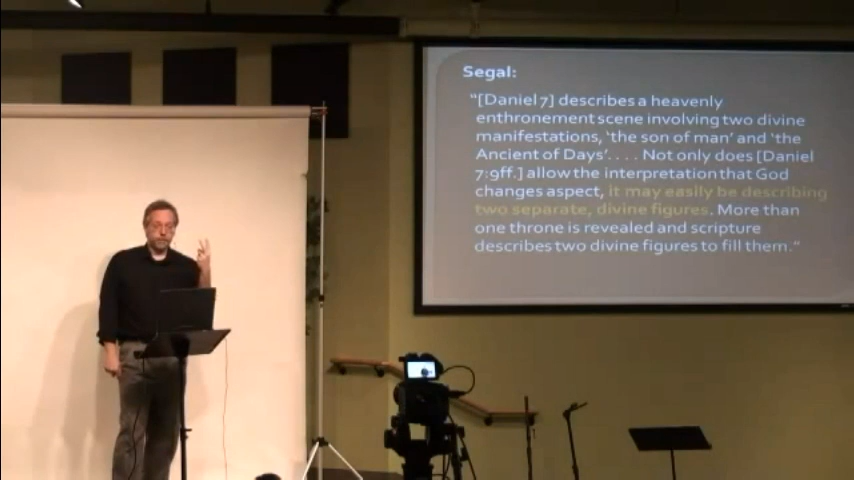 Segal:
"[Daniel 7] describes a heavenly
enthronement scene involving two divine
manifestations, 'the son of man' and 'the
Ancient of Days'. . . . Not only does [Daniel
7:9ff.] allow the interpretation that God
changes aspect, it may easily be describing
two separate, divine figures. More than
one throne is revealed and scripture
describes two divine figures to fill them."